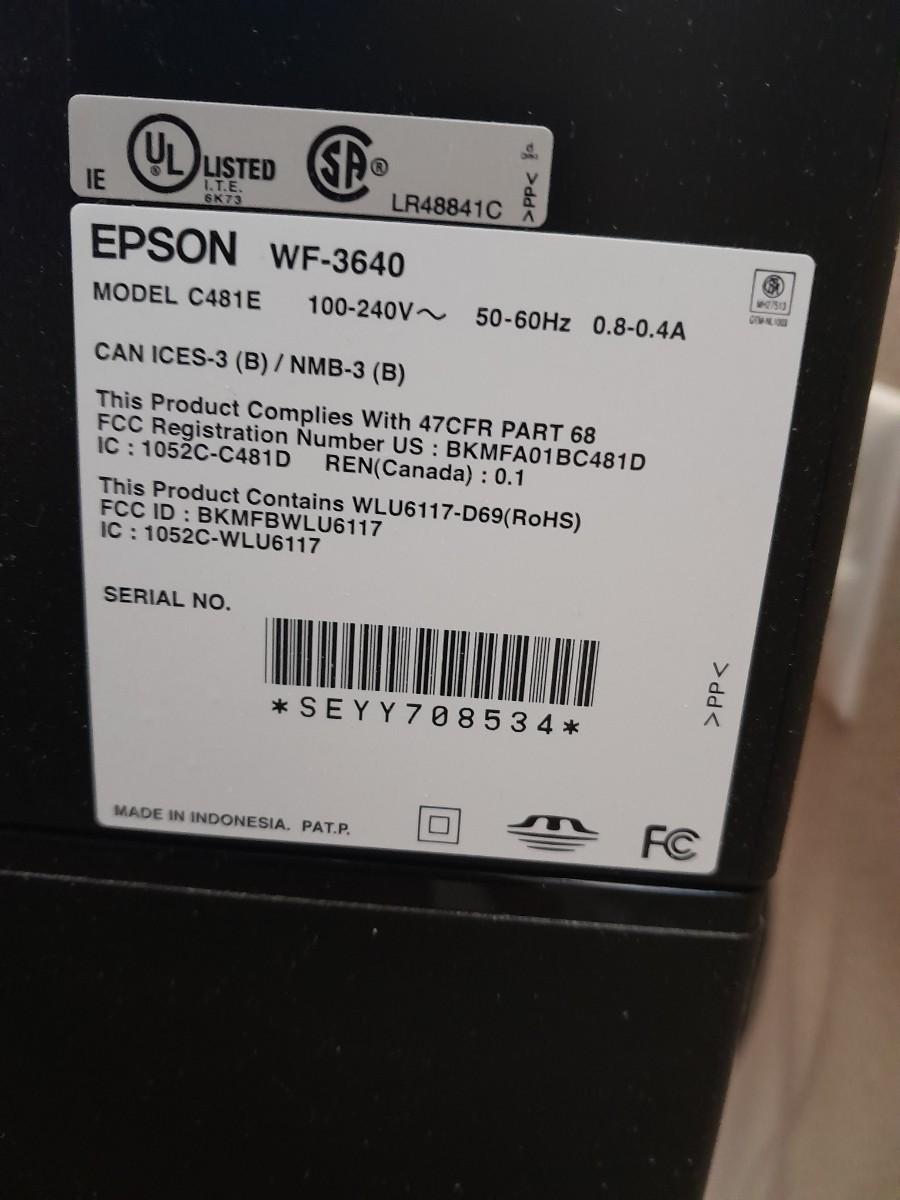 IE UL ® LISTED SA ®
I.T.E.
6K73
LR48841C
>PP<
EPSON WF-3640
MODEL C481E 100-240V～ 50-60Hz 0.8-0.4A
CAN ICES-3 (B) / NMB-3 (B)
This Product Complies With 47CFR PART 68
FCC Registration Number US : BKMFA01BC481D
IC : 1052C-C481D REN(Canada) : 0.1
This Product Contains WLU6117-D69(RoHS)
FCC ID : BKMFBWLU6117
IC : 1052C-WLU6117
SERIAL NO.
*SEYY708534*
>PP<
MADE IN INDONESIA. PAT.P.
FC